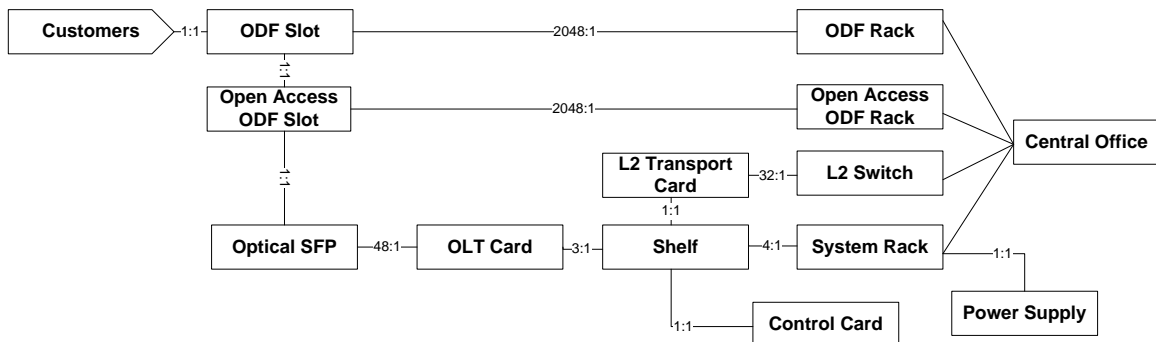 Customers
1:1
ODF Slot
2048:1
ODF Rack
1:1
Open Access
ODF Slot
2048:1
Open Access
ODF Rack
Central Office
L2 Transport
Card
32:1
L2 Switch
1:1
1:1
Optical SFP
48:1
OLT Card
3:1
Shelf
4:1
System Rack
1:1
Power Supply
1:1
Control Card